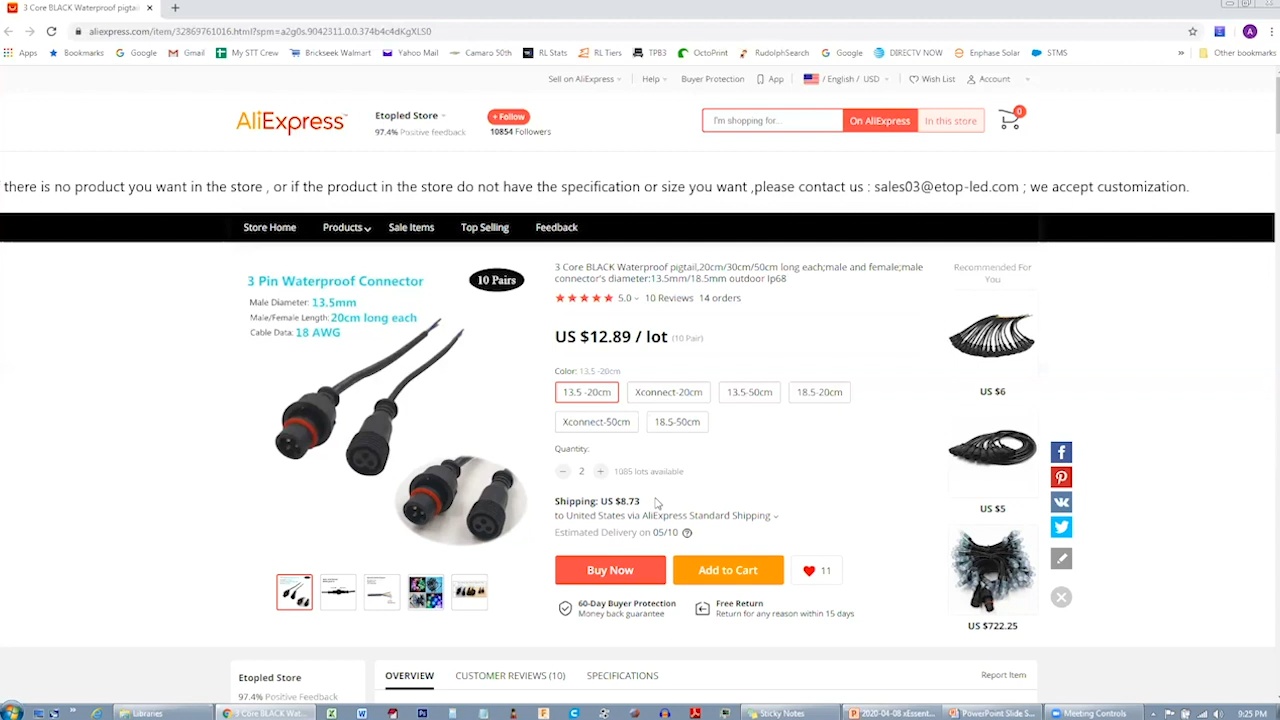 3 Core BLACK Waterproof pigtai
aliexpress.com/item/32869761016.html?spm=a2g0s.9042311.0.0.374b4c4dKgXLS0
Apps Bookmarks Google Gmail My STT Crew Brickseek Walmart Yahoo Mail Camaro 50th RL Stats RL Tiers TPB3 OctoPrint RudolphSearch Google DIRECTV NOW Enphase Solar STMS » Other bookmarks
Sell on AliExpress Help Buyer Protection App / English / USD Wish List Account
AliExpress
Etopled Store
97.4% Positive feedback
+ Follow
10854 Followers
I'm shopping for...
On AliExpress
In this store
0
there is no product you want in the store , or if the product in the store do not have the specification or size you want ,please contact us : sales03@etop-led.com ; we accept customization.
Store Home Products Sale Items Top Selling Feedback
3 Pin Waterproof Connector
10 Pairs
Male Diameter: 13.5mm
Male/Female Length: 20cm long each
Cable Data: 18 AWG
3 Core BLACK Waterproof pigtail,20cm/30cm/50cm long each;male and female;male
connector's diameter:13.5mm/18.5mm outdoor Ip68
5.0 10 Reviews 14 orders
US $12.89 / lot (10 Pair)
Color: 13.5 -20cm
13.5 -20cm Xconnect-20cm 13.5-50cm 18.5-20cm
Xconnect-50cm 18.5-50cm
Quantity:
− 2 + 1085 lots available
Shipping: US $8.73
to United States via AliExpress Standard Shipping
Estimated Delivery on 05/10 ?
Buy Now Add to Cart 11
60-Day Buyer Protection
Money back guarantee
Free Return
Return for any reason within 15 days
Recommended For
You
US $6
US $5
US $722.25
Etopled Store
97.4% Positive Feedback
OVERVIEW CUSTOMER REVIEWS (10) SPECIFICATIONS Report Item
Libraries 3 Core BLACK Wat... Sticky Notes 2020-04-08 xEssent... PowerPoint Slide S... Meeting Controls 9:25 PM